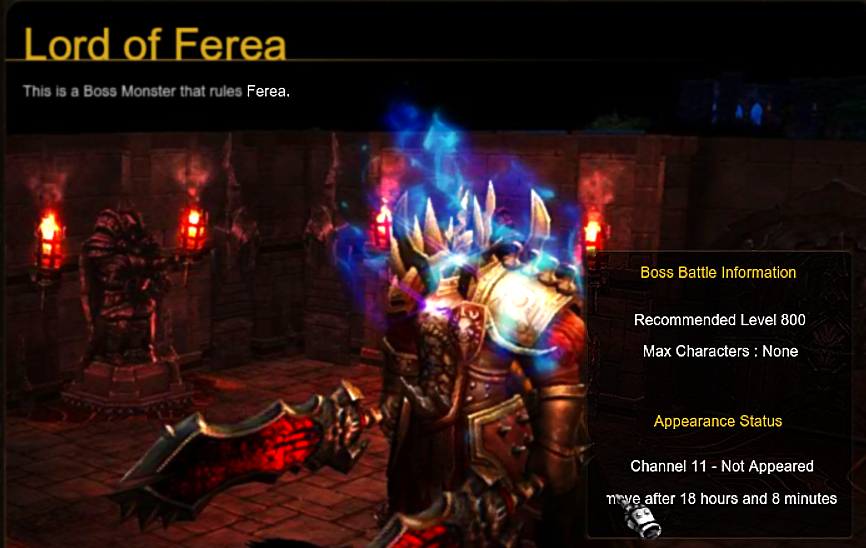 Lord of Ferea
This is a Boss Monster that rules Ferea.
Boss Battle Information
Recommended Level 800
Max Characters : None
Appearance Status
Channel 11 - Not Appeared
after 18 hours and 8 minutes